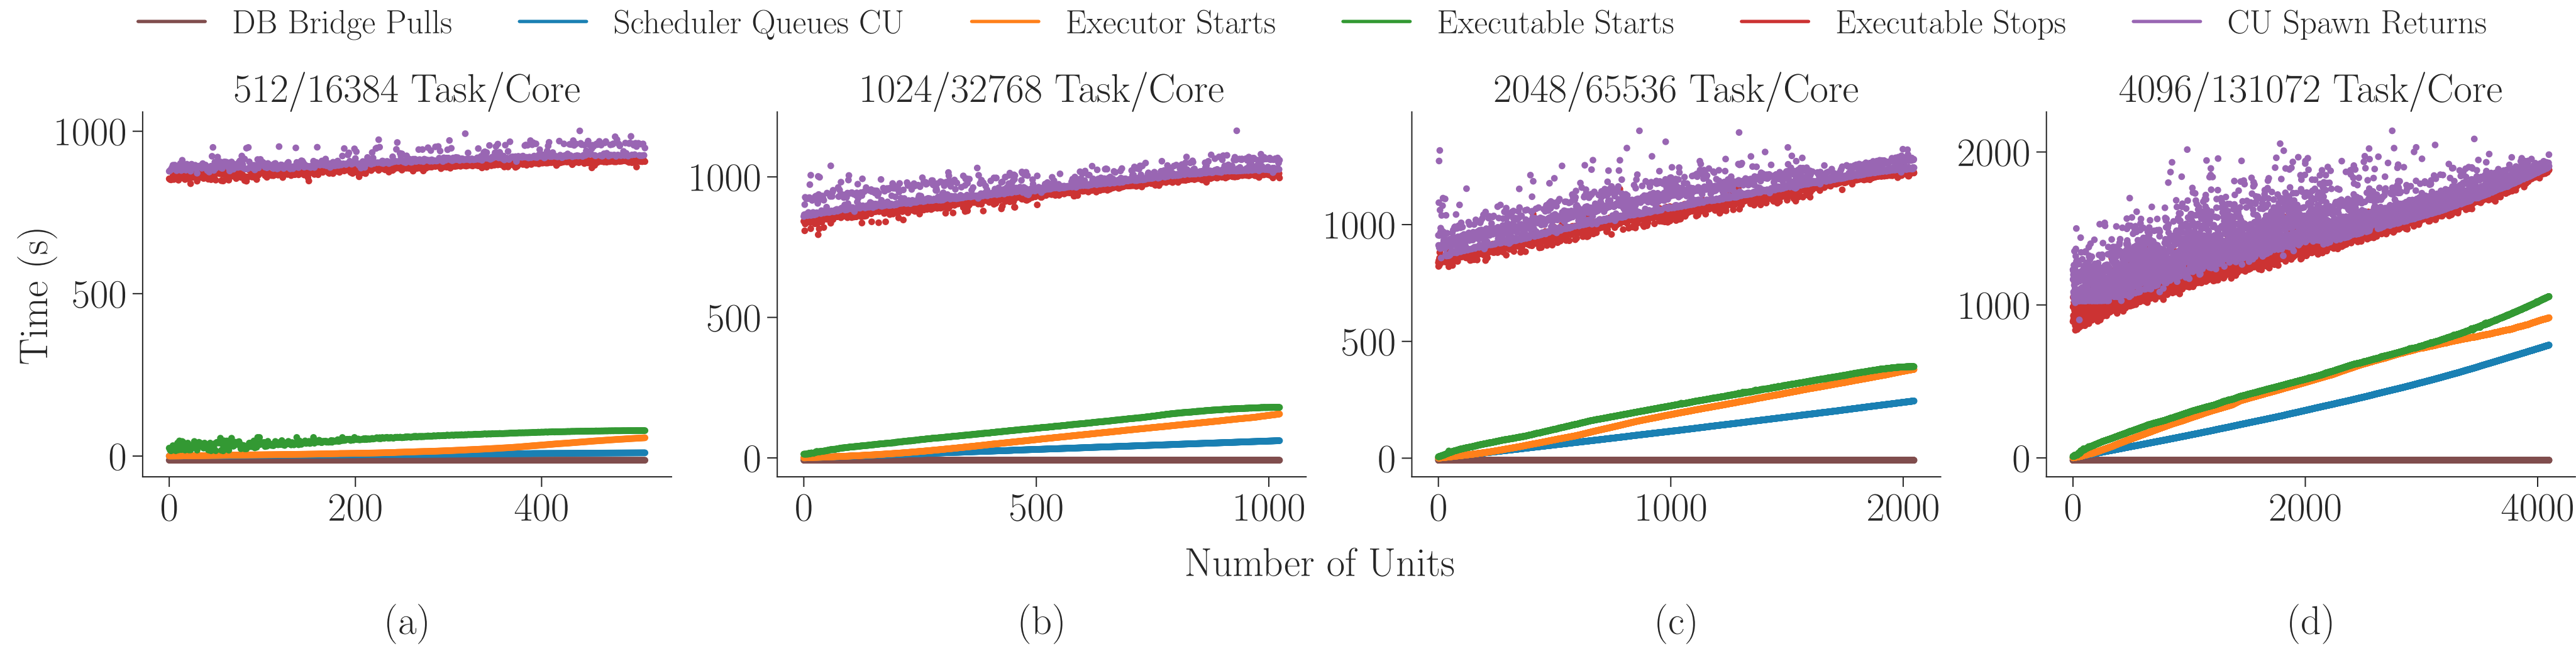 DB Bridge Pulls Scheduler Queues CU Executor Starts Executable Starts Executable Stops CU Spawn Returns
512/16384 Task/Core 1024/32768 Task/Core 2048/65536 Task/Core 4096/131072 Task/Core
Time (s)
1000
500
0
0 200 400
1000
500
0
0 500 1000
1000
500
0
0 1000 2000
2000
1000
0
0 2000 4000
Number of Units
(a) (b) (c) (d)